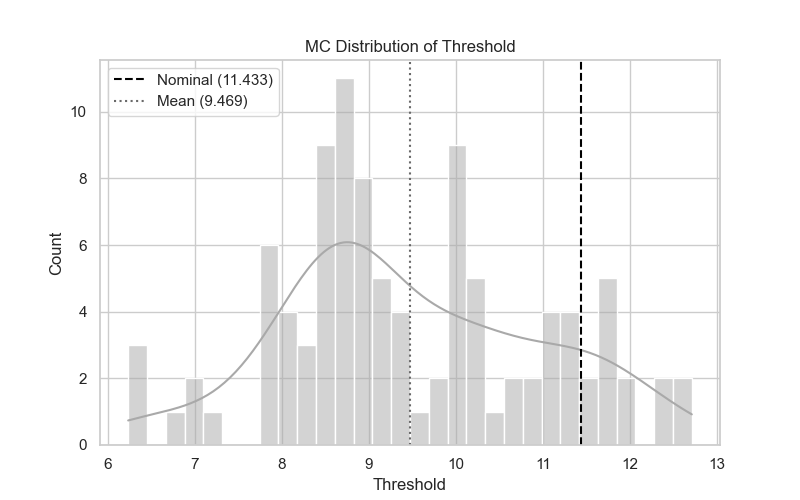 MC Distribution of Threshold
Nominal (11.433)
Mean (9.469)
Count
10
8
6
4
2
0
6 7 8 9 10 11 12 13
Threshold